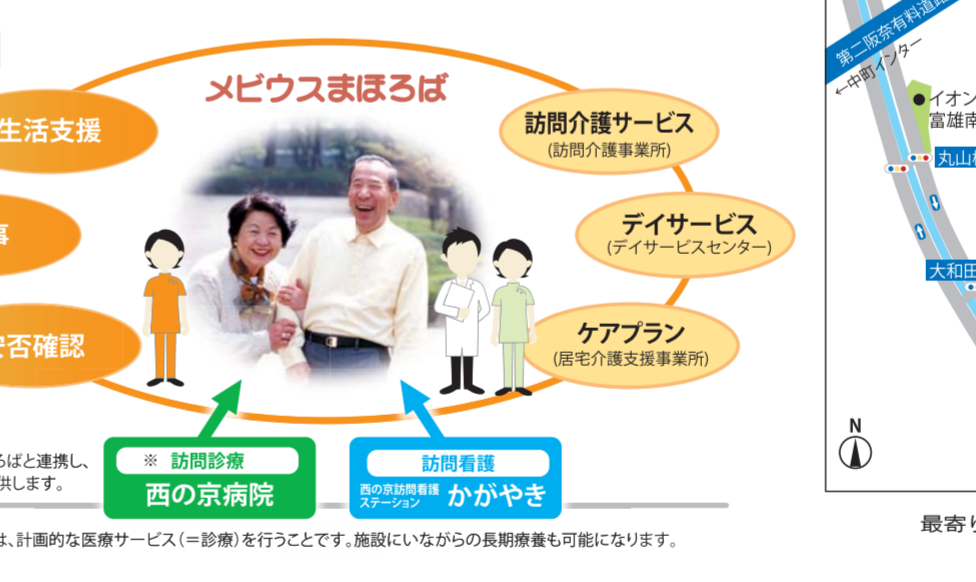 メビウスまほろば
生活支援
事
否確認
訪問介護サービス
(訪問介護事業所)
デイサービス
(デイサービスセンター)
ケアプラン
(居宅介護支援事業所)
※ 訪問診療
西の京病院
訪問看護
西の京訪問看護
ステーション
かがやき
ろばと連携し、
供します。
は、計画的な医療サービス(＝診療)を行うことです。施設にいながらの長期療養も可能になります。
第二阪奈有料道路
←中町インター
イオン
富雄南
丸山
大和田
N
最寄り